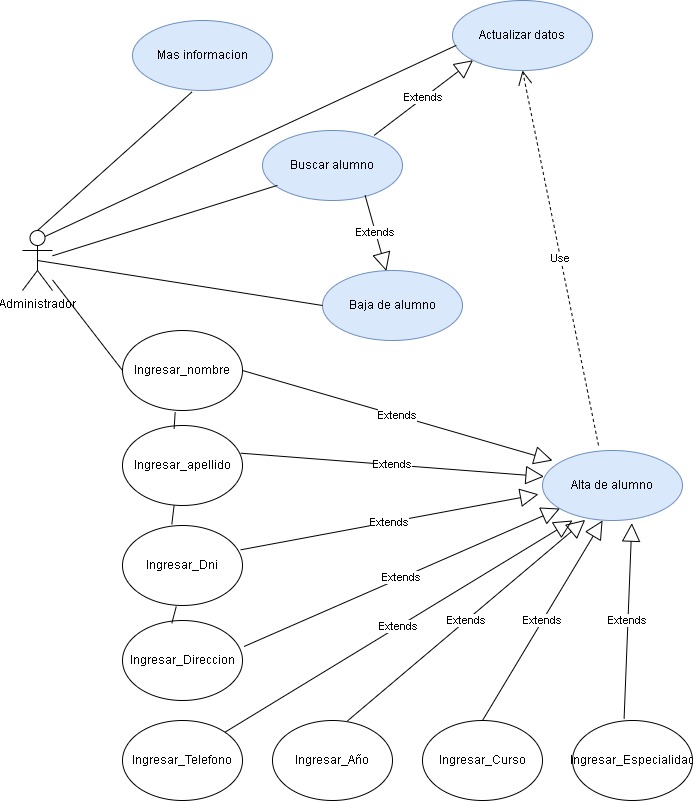 Actualizar datos
Mas informacion
Extends
Buscar alumno
Extends
Use
Administrador
Baja de alumno
Ingresar_nombre
Extends
Ingresar_apellido
Extends
Alta de alumno
Extends
Ingresar_Dni
Extends
Extends
Extends
Extends
Extends
Ingresar_Direccion
Ingresar_Telefono
Ingresar_Año
Ingresar_Curso
Ingresar_Especialidad